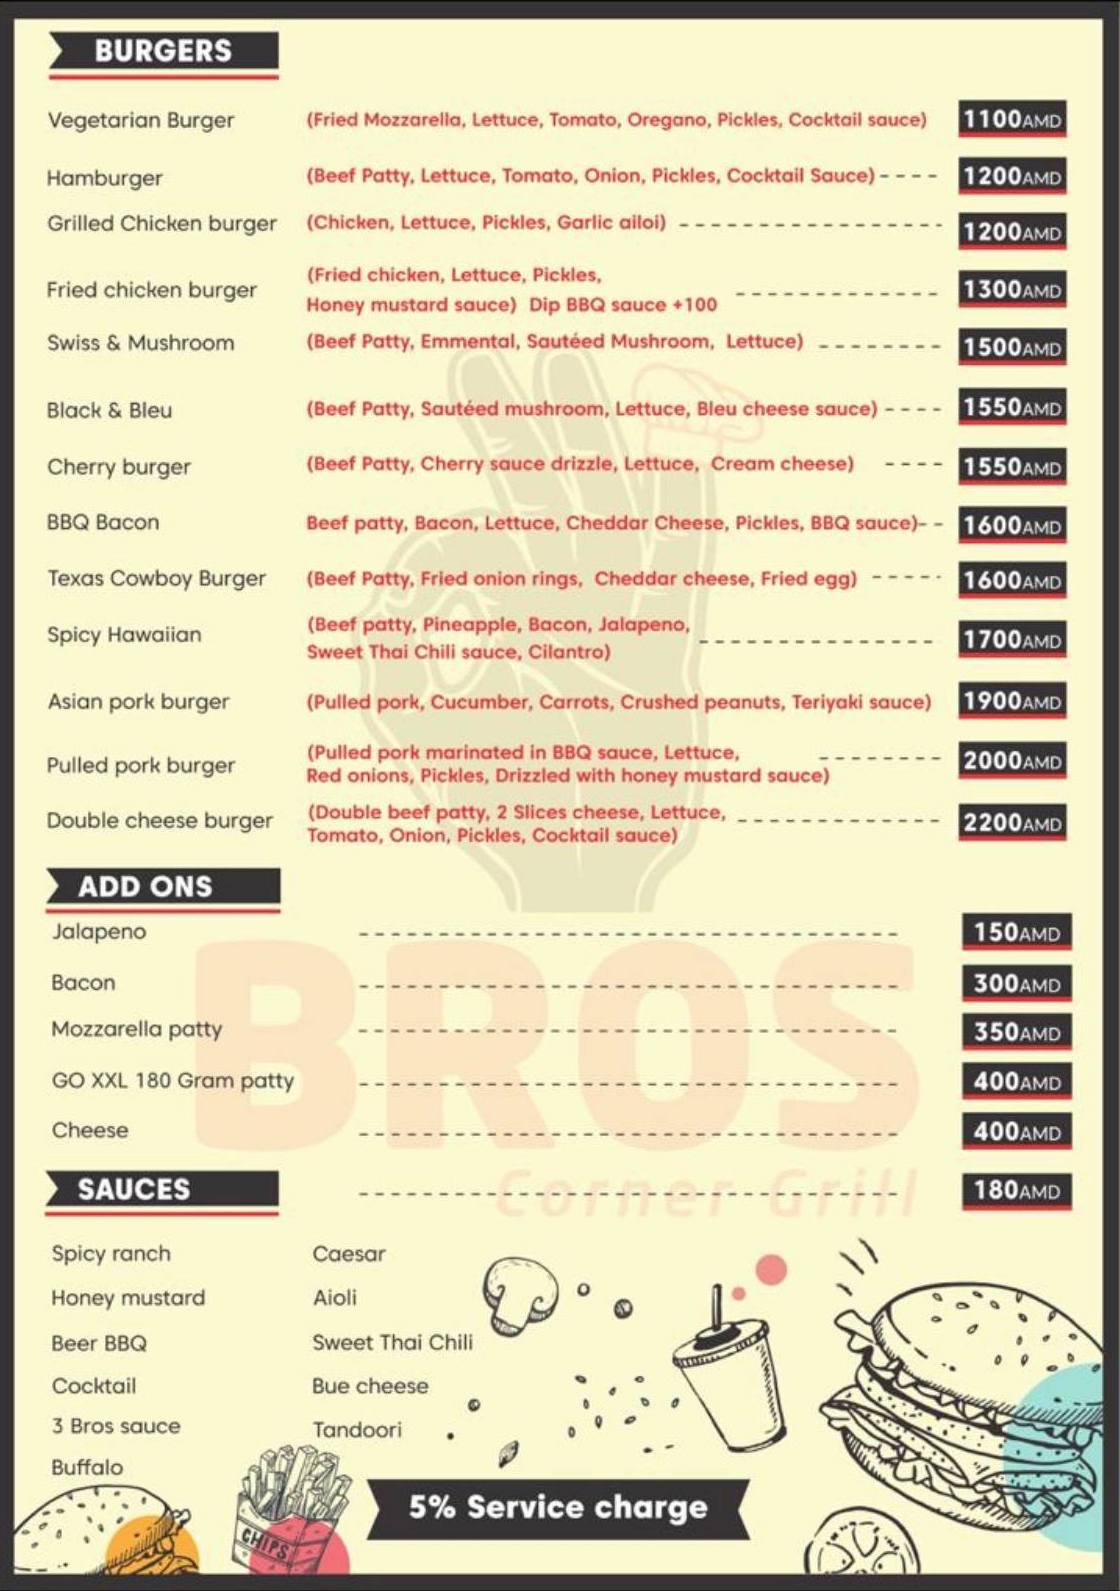 BURGERS
Vegetarian Burger (Fried Mozzarella, Lettuce, Tomato, Oregano, Pickles, Cocktail sauce) 1100AMD
Hamburger (Beef Patty, Lettuce, Tomato, Onion, Pickles, Cocktail Sauce) 1200AMD
Grilled Chicken burger (Chicken, Lettuce, Pickles, Garlic ailoi) 1200AMD
Fried chicken burger (Fried chicken, Lettuce, Pickles,
Honey mustard sauce) Dip BBQ sauce +100 1300AMD
Swiss & Mushroom (Beef Patty, Emmental, Sautéed Mushroom, Lettuce) 1500AMD
Black & Bleu (Beef Patty, Sautéed mushroom, Lettuce, Bleu cheese sauce) 1550AMD
Cherry burger (Beef Patty, Cherry sauce drizzle, Lettuce, Cream cheese) 1550AMD
BBQ Bacon Beef patty, Bacon, Lettuce, Cheddar Cheese, Pickles, BBQ sauce) 1600AMD
Texas Cowboy Burger (Beef Patty, Fried onion rings, Cheddar cheese, Fried egg) 1600AMD
Spicy Hawaiian (Beef patty, Pineapple, Bacon, Jalapeno,
Sweet Thai Chili sauce, Cilantro) 1700AMD
Asian pork burger (Pulled pork, Cucumber, Carrots, Crushed peanuts, Teriyaki sauce) 1900AMD
Pulled pork burger (Pulled pork marinated in BBQ sauce, Lettuce,
Red onions, Pickles, Drizzled with honey mustard sauce) 2000AMD
Double cheese burger (Double beef patty, 2 Slices cheese, Lettuce,
Tomato, Onion, Pickles, Cocktail sauce) 2200AMD
ADD ONS
Jalapeno 150AMD
Bacon 300AMD
Mozzarella patty 350AMD
GO XXL 180 Gram patty 400AMD
Cheese 400AMD
BROS
Corner Grill
SAUCES 180AMD
Spicy ranch Caesar
Honey mustard Aioli
Beer BBQ Sweet Thai Chili
Cocktail Bue cheese
3 Bros sauce Tandoori
Buffalo
CHIPS
5% Service charge